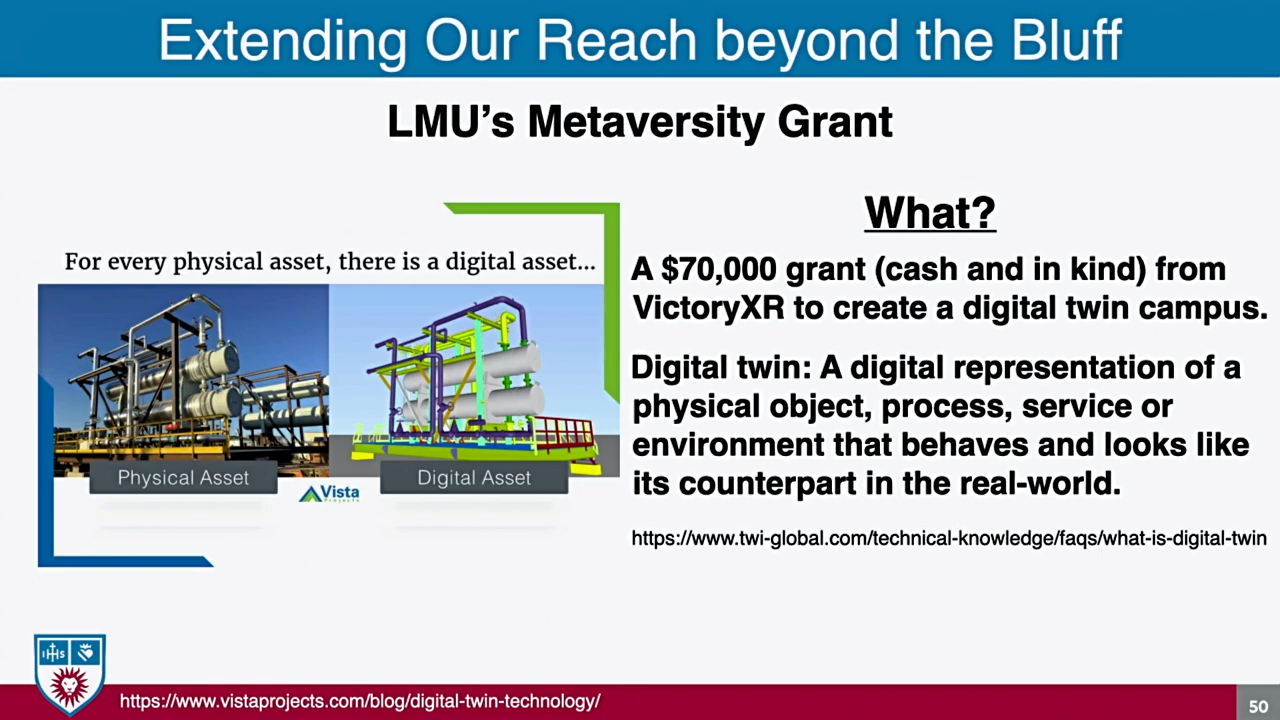 Extending Our Reach beyond the Bluff
LMU’s Metaversity Grant
For every physical asset, there is a digital asset...
Physical Asset
Digital Asset
Vista
Projects
What?
A $70,000 grant (cash and in kind) from
VictoryXR to create a digital twin campus.
Digital twin: A digital representation of a
physical object, process, service or
environment that behaves and looks like
its counterpart in the real-world.
https://www.twi-global.com/technical-knowledge/faqs/what-is-digital-twin
IHS
https://www.vistaprojects.com/blog/digital-twin-technology/
50